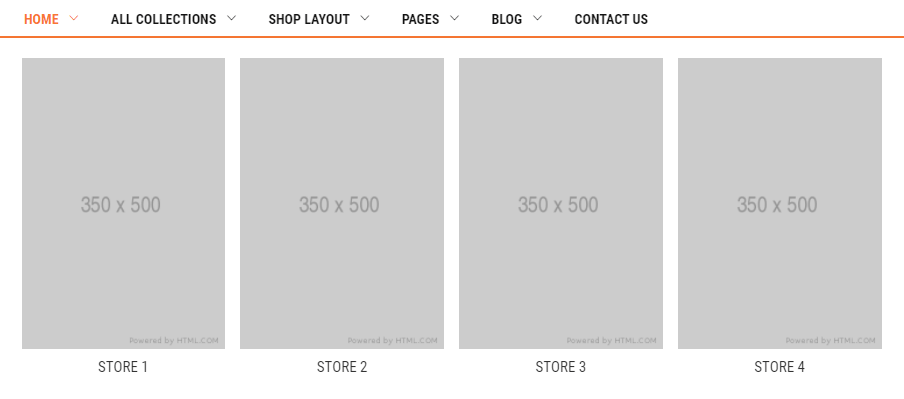 HOME ALL COLLECTIONS SHOP LAYOUT PAGES BLOG CONTACT US
350 x 500 350 x 500 350 x 500 350 x 500
Powered by HTML.COM Powered by HTML.COM Powered by HTML.COM Powered by HTML.COM
STORE 1 STORE 2 STORE 3 STORE 4